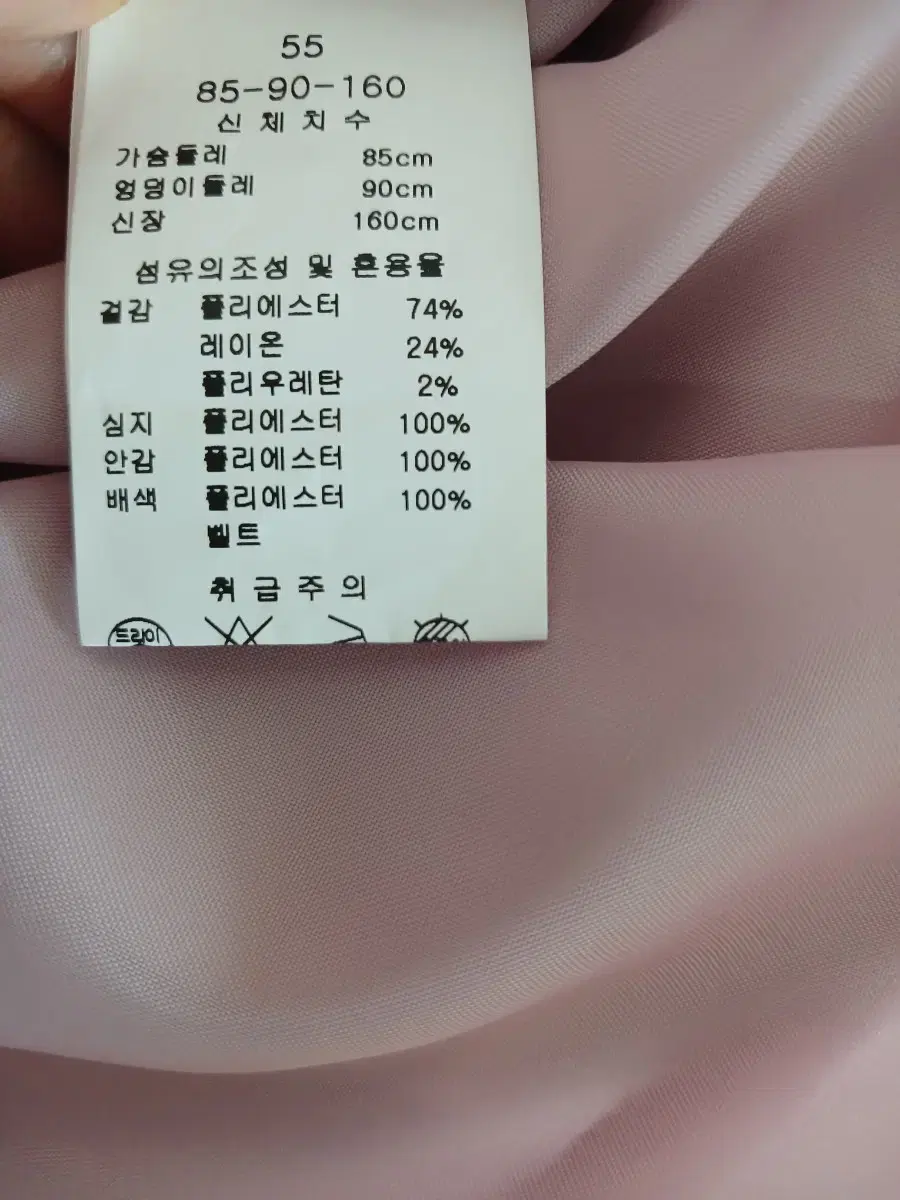 55
85-90-160
신 체 치 수
가슴둘레 85cm
엉덩이둘레 90cm
신장 160cm
섬유의조성 및 혼용율
겉감 폴리에스터 74%
레이온 24%
폴리우레탄 2%
심지 폴리에스터 100%
안감 폴리에스터 100%
배색 폴리에스터 100%
벨트
취 급 주 의
드라이